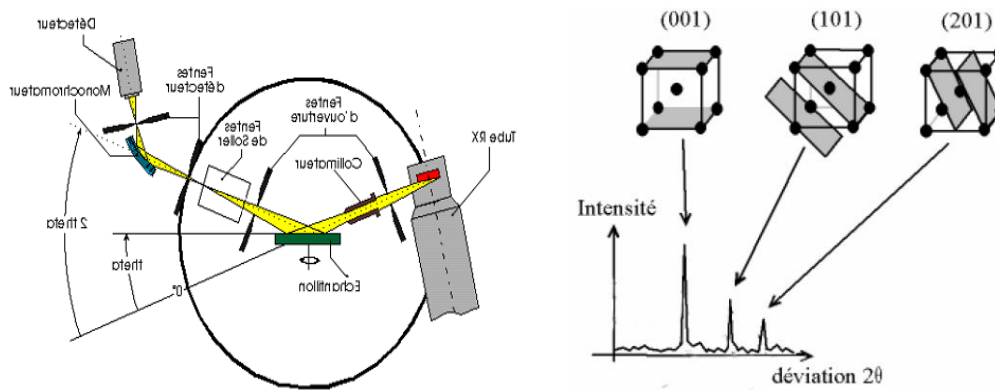 Détecteur
Fentes
détecteur
Monochromateur
Fentes
de Soller
Fentes
d'ouverture
Collimateur
Tube RX
2 theta
theta
0°
Echantillon
(001)
(101)
(201)
Intensité
déviation 2θ